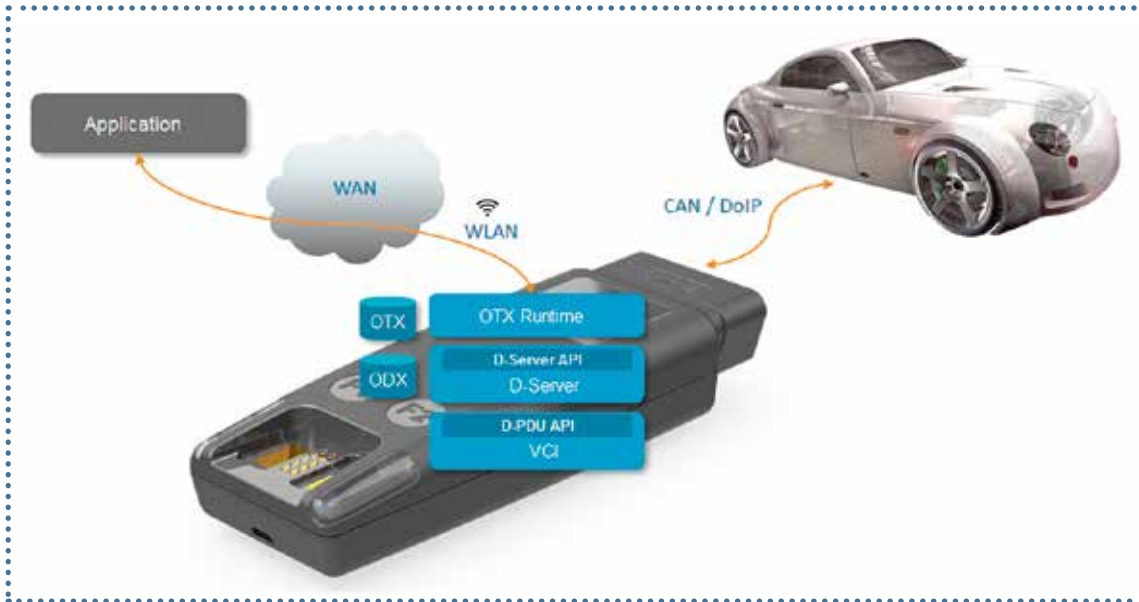 Application
WAN
WLAN
CAN / DoIP
OTX
OTX Runtime
D-Server API
ODX
D-Server
D-PDU API
VCI